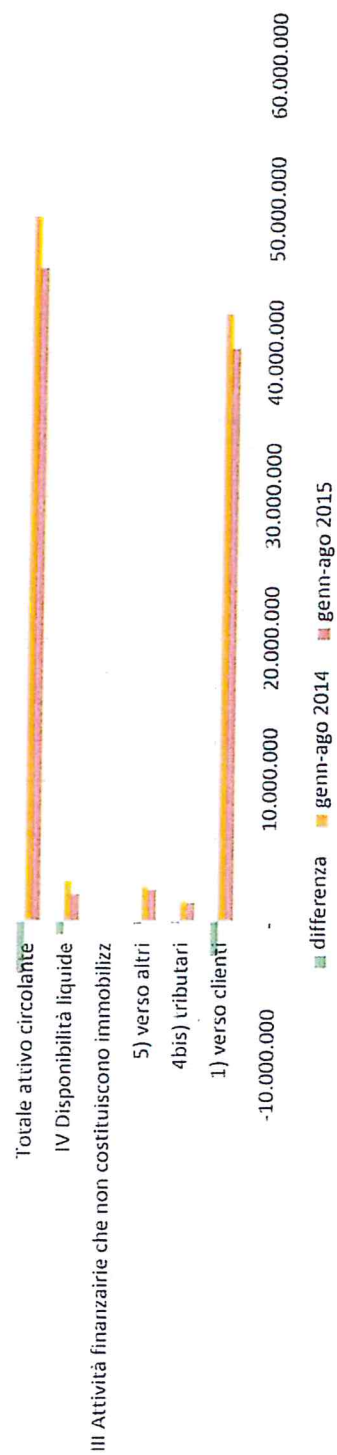 Totale attivo circolante
IV Disponibilità liquide
III Attività finanzairie che non costituiscono immobilizz
5) verso altri
4bis) tributari
1) verso clienti
-10.000.000 - 10.000.000 20.000.000 30.000.000 40.000.000 50.000.000 60.000.000
differenza genn-ago 2014 genn-ago 2015